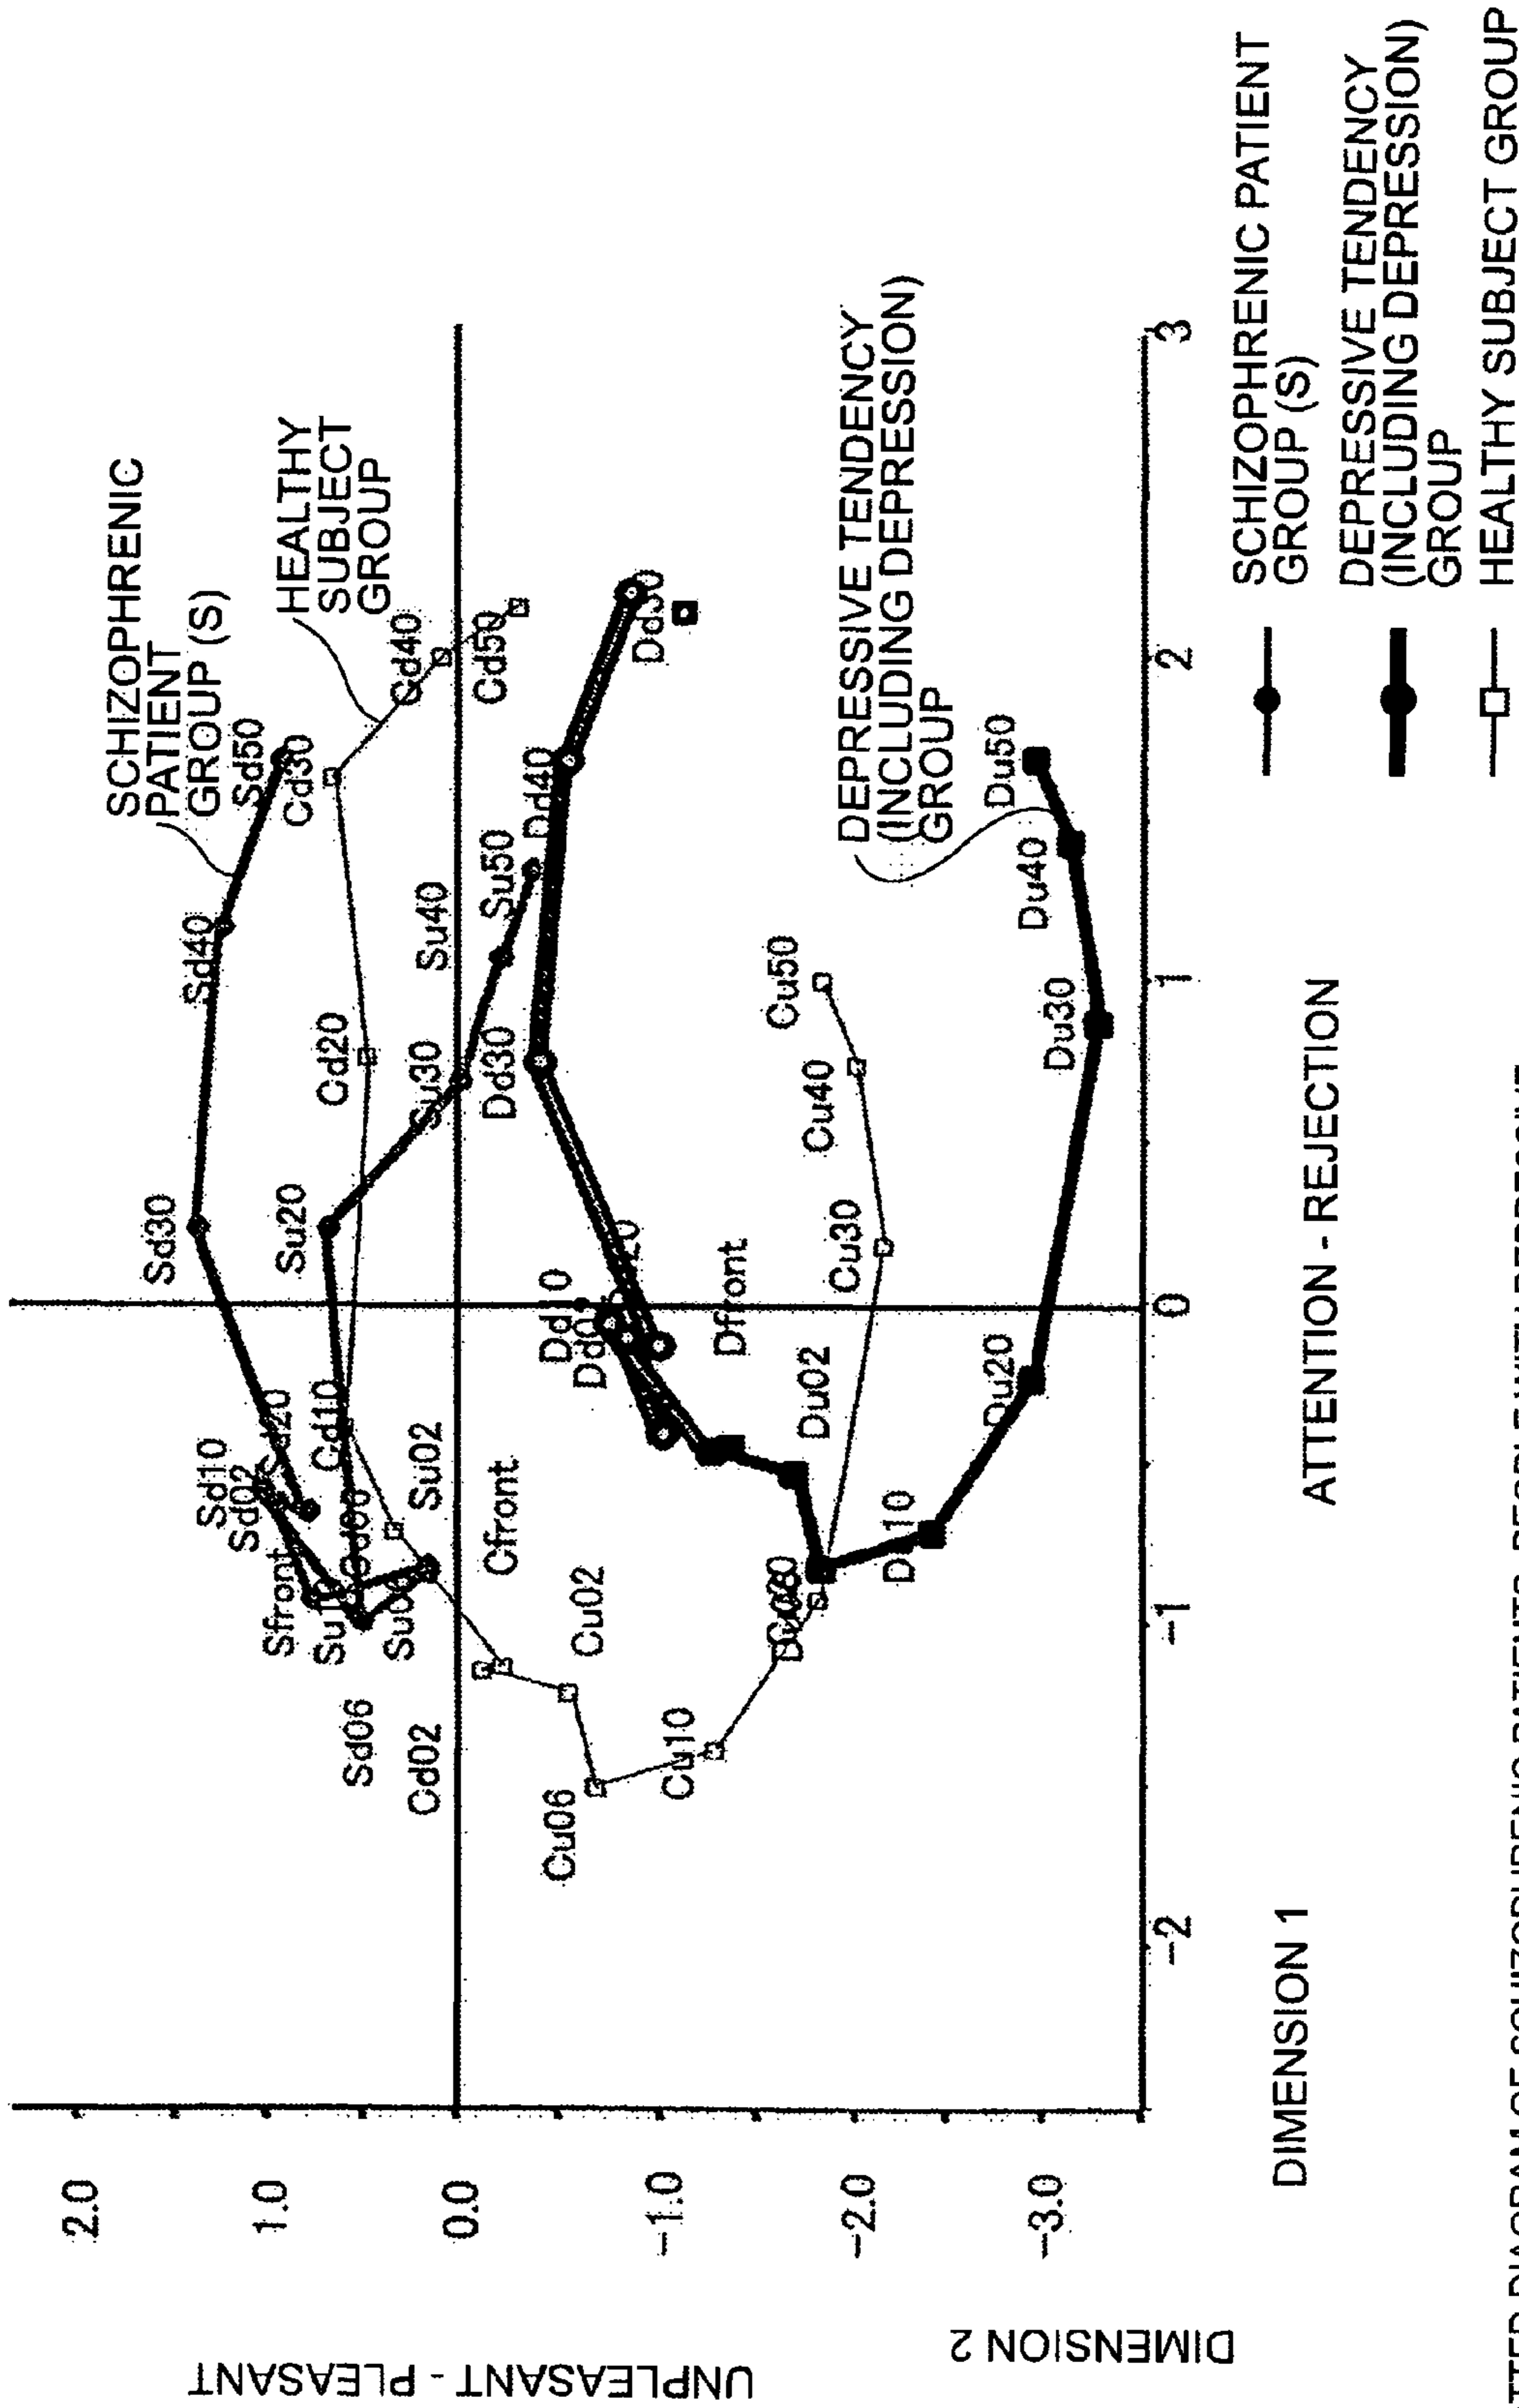 SCHIZOPHRENIC
PATIENT
GROUP (S)
HEALTHY
SUBJECT
GROUP
DEPRESSIVE TENDENCY
(INCLUDING DEPRESSION)
GROUP
2.0
1.0
0.0
-1.0
-2.0
-3.0
-2
-1
0
1
2
3
Sd10
Sd02
Sd20
Sd30
Sd40
Sd50
Sfront
Su10
Sd06
Su02
Su20
Su30
Su40
Su50
Cd02
Cd10
Cd20
Cd30
Cd40
Cd50
Cfront
Cu02
Cu06
Cu10
Cu30
Cu40
Cu50
Dd10
Dd30
Dd40
Dd30
Dfront
Du02
Du20
Du30
Du40
Du50
UNPLEASANT - PLEASANT
DIMENSION 2
DIMENSION 1
ATTENTION - REJECTION
SCHIZOPHRENIC PATIENT
GROUP (S)
DEPRESSIVE TENDENCY
(INCLUDING DEPRESSION)
GROUP
HEALTHY SUBJECT GROUP